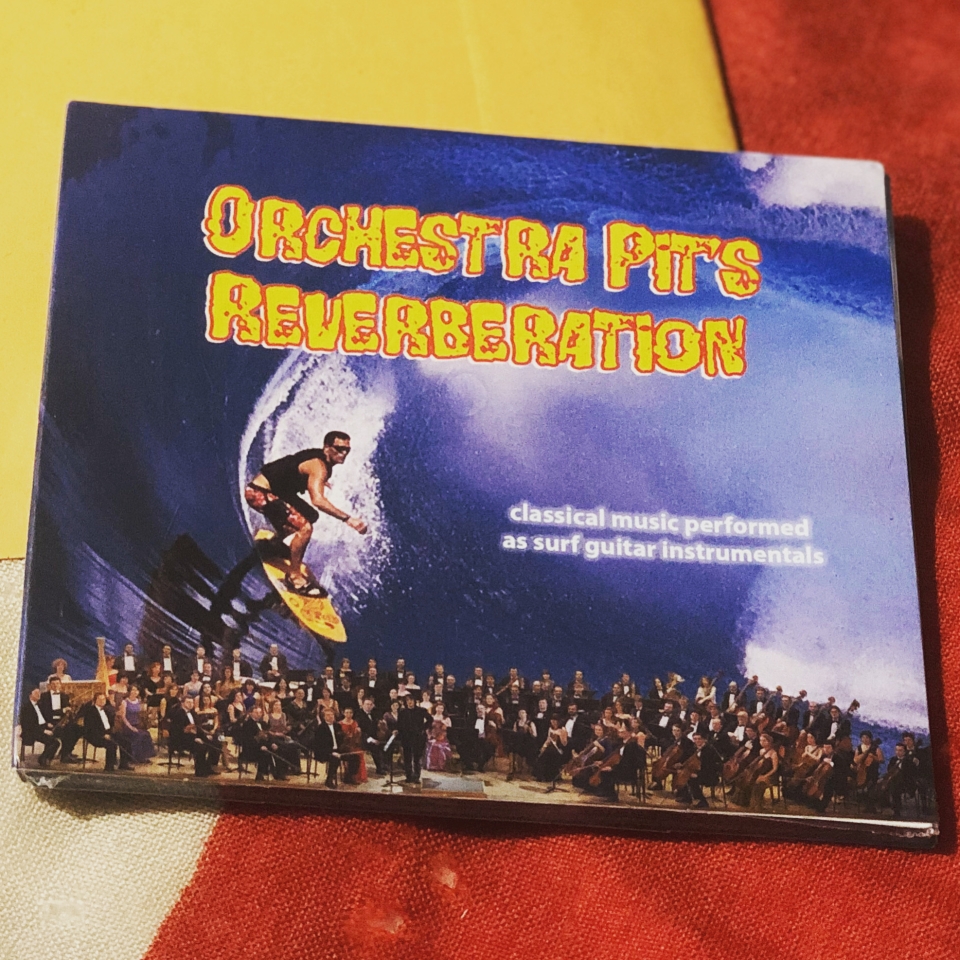 ORCHESTRA PIT'S
REVERBERATION
classical music performed
as surf guitar instrumentals